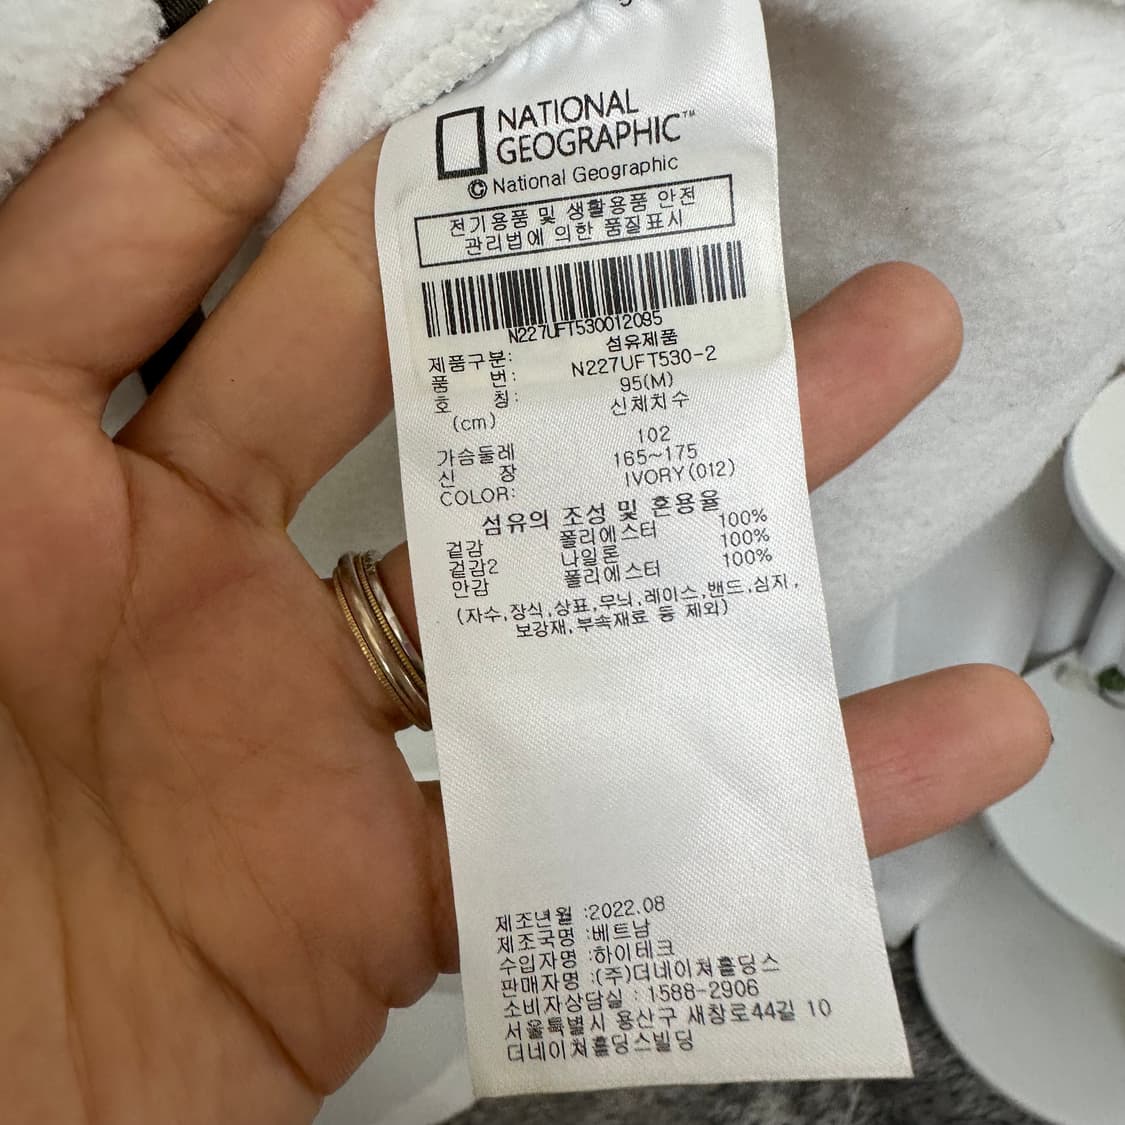 NATIONAL
GEOGRAPHIC™
© National Geographic
전기용품 및 생활용품 안전
관리법에 의한 품질표시
N227UFT530012095
제품구분: 섬유제품
품 번: N227UFT530-2
호 칭: 95(M)
(cm) 신체치수
가슴둘레 102
신 장 165~175
COLOR: IVORY(012)
섬유의 조성 및 혼용율
겉감 폴리에스터 100%
겉감2 나일론 100%
안감 폴리에스터 100%
(자수,장식,상표,무늬,레이스,밴드,심지,
보강재,부속재료 등 제외)
제조년월 :2022.08
제조국명 :베트남
수입자명 :하이테크
판매자명 :(주)더네이쳐홀딩스
소비자상담실 : 1588-2906
서울특별시 용산구 새창로44길 10
더네이쳐홀딩스빌딩